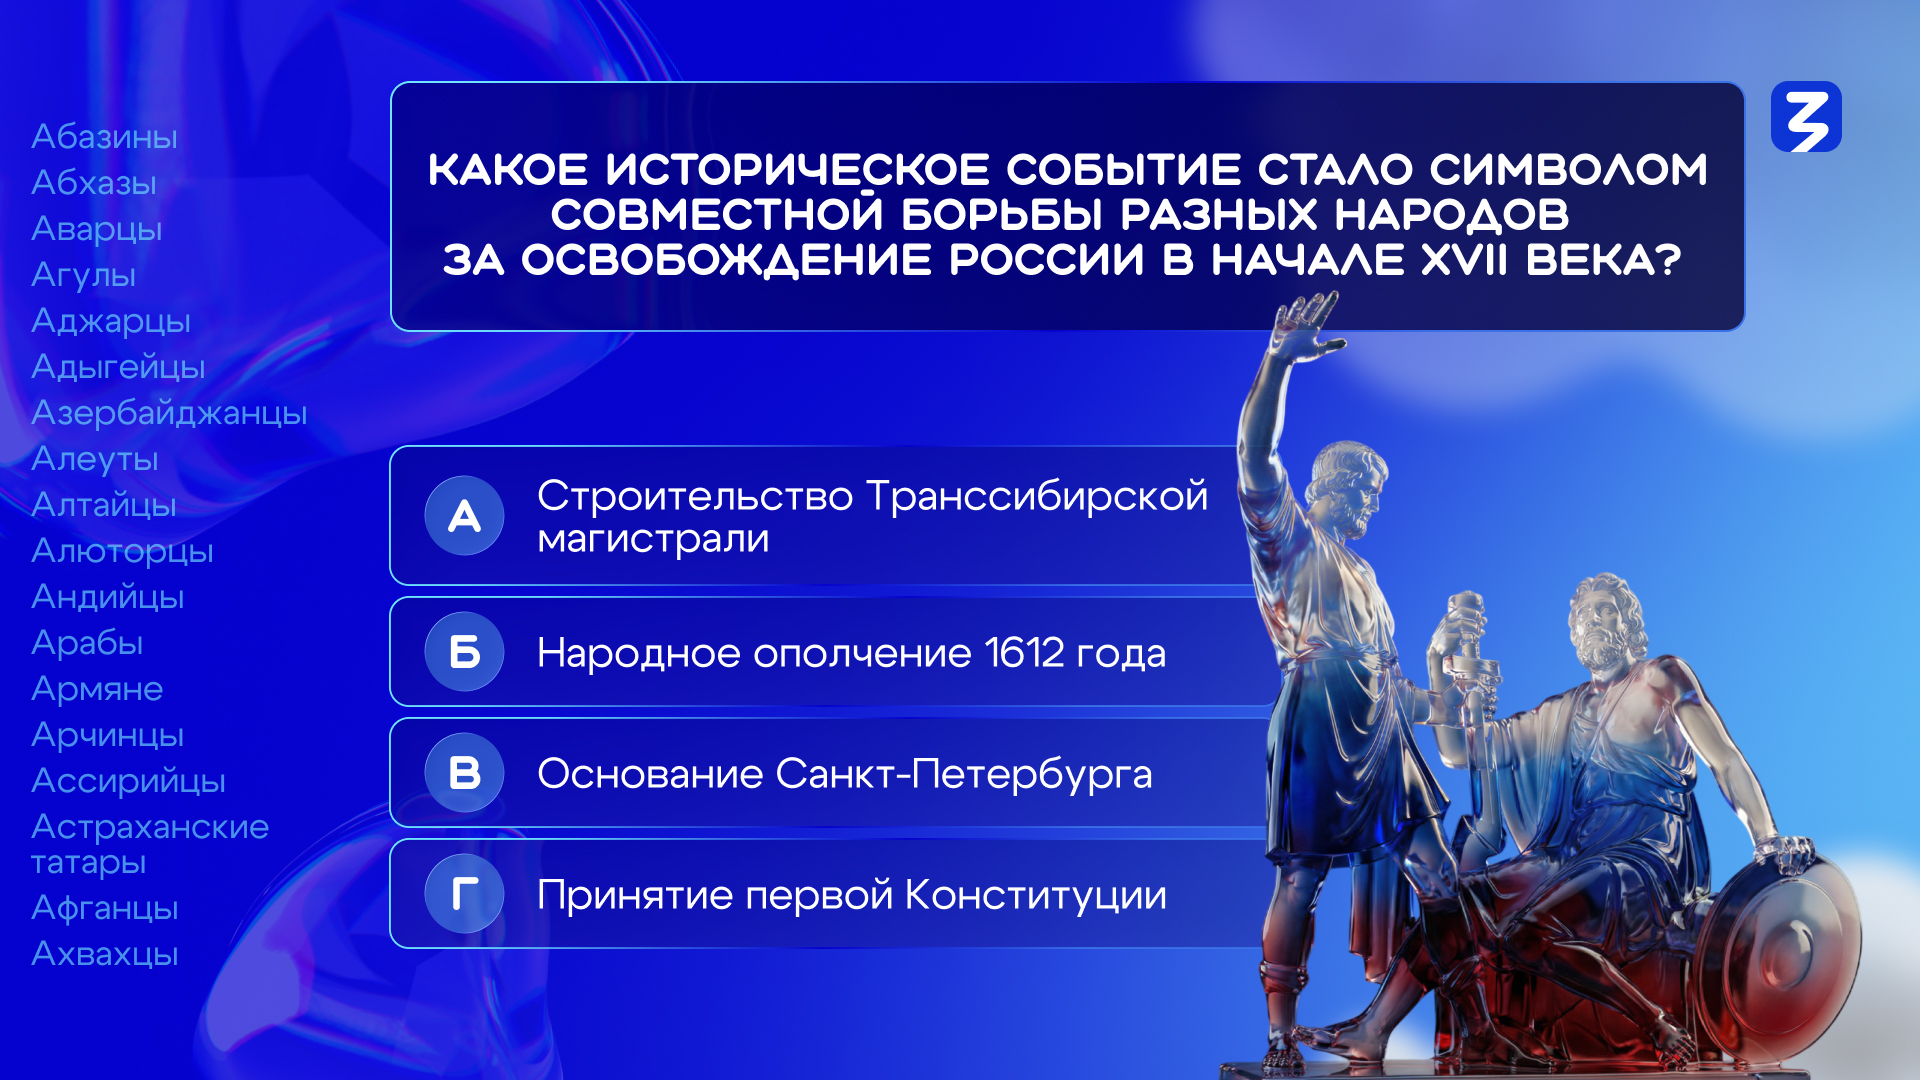 КАКОЕ ИСТОРИЧЕСКОЕ СОБЫТИЕ СТАЛО СИМВОЛОМ
СОВМЕСТНОЙ БОРЬБЫ РАЗНЫХ НАРОДОВ
ЗА ОСВОБОЖДЕНИЕ РОССИИ В НАЧАЛЕ XVII ВЕКА?
Абазины
Абхазы
Аварцы
Агулы
Аджарцы
Адыгейцы
Азербайджанцы
Алеуты
Алтайцы
Алюторцы
Андийцы
Арабы
Армяне
Арчинцы
Ассирийцы
Астраханские
татары
Афганцы
Ахвахцы
А
Строительство Транссибирской
магистрали
Б
Народное ополчение 1612 года
В
Основание Санкт-Петербурга
Г
Принятие первой Конституции